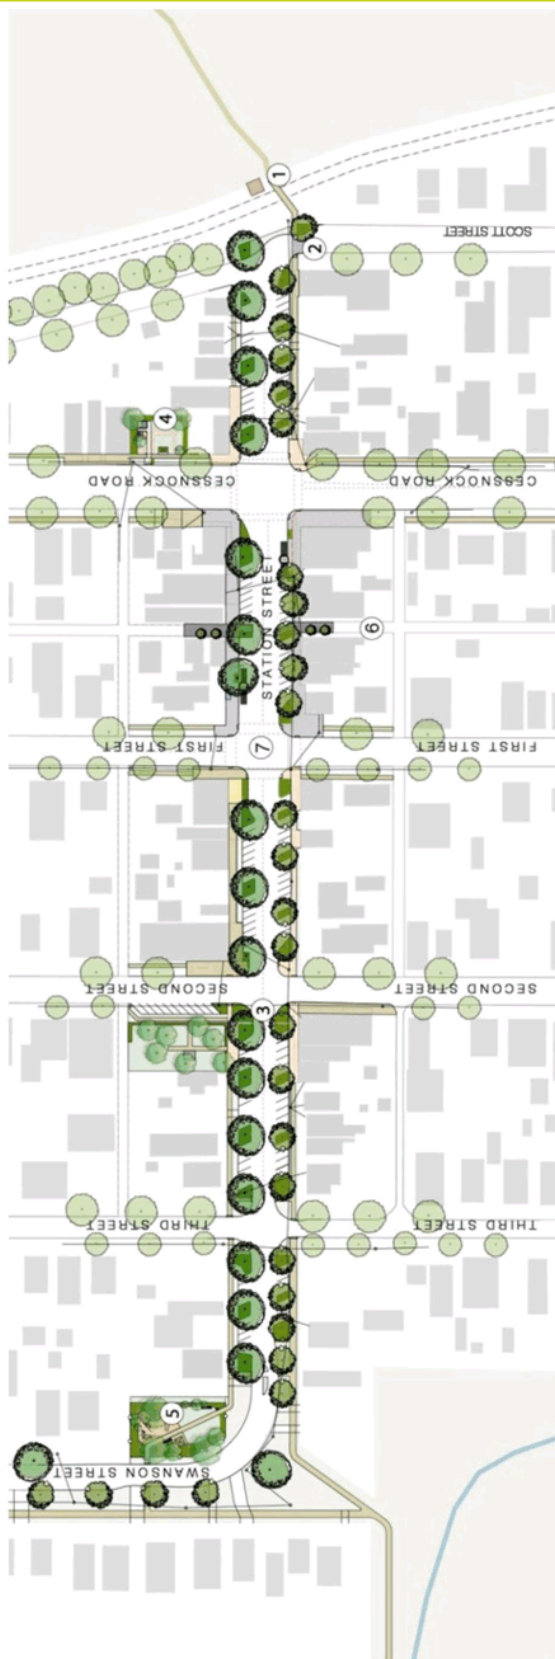 1
SCOTT STREET
2
4
CESSNOCK ROAD
CESSNOCK ROAD
STATION STREET
6
FIRST STREET
7
FIRST STREET
SECOND STREET
SECOND STREET
3
THIRD STREET
THIRD STREET
5
SWANSON STREET